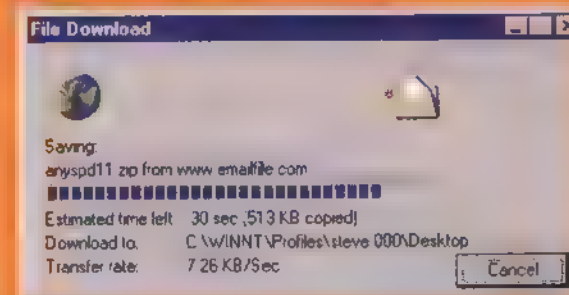 File Download
Saving:
anyspd11 zip from www emailfile com
Estimated time left 30 sec ,513 KB copied)
Download to: C \WINNT\Profiles\steve 000\Desktop
Transfer rate: 7 26 KB/Sec
Cancel